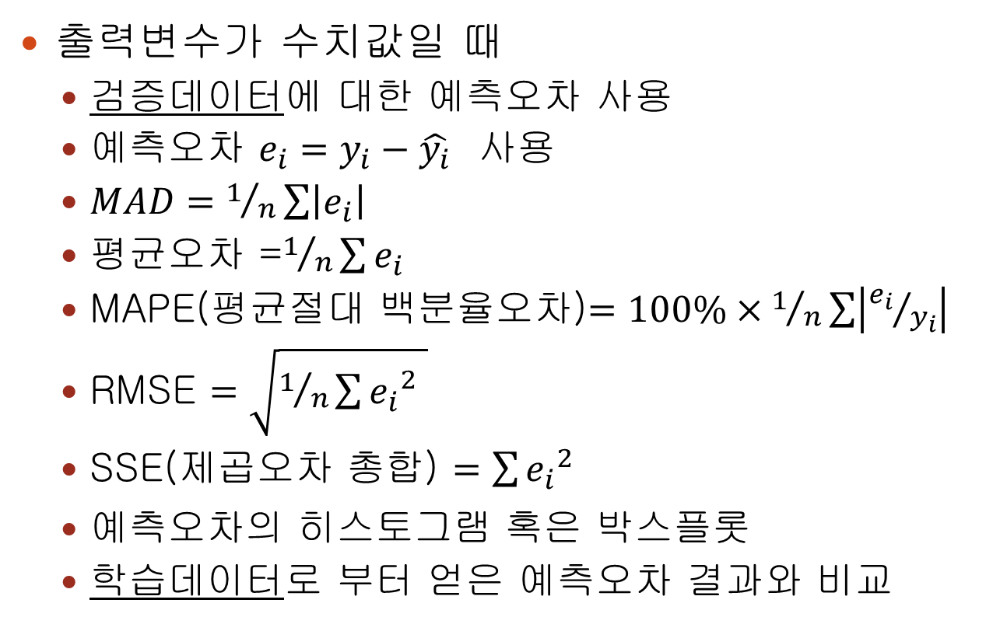 • 출력변수가 수치값일 때
• 검증데이터에 대한 예측오차 사용
• 예측오차 $e_i = y_i - \widehat{y_i}$ 사용
• $MAD = {}^1/_n \sum |e_i|$
• 평균오차 =${}^1/_n \sum e_i$
• MAPE(평균절대 백분율오차)= $100\% \times {}^1/_n \sum \left| {}^{e_i}/_{y_i} \right|$
• RMSE = $\sqrt{{}^1/_n \sum {e_i}^2}$
• SSE(제곱오차 총합) = $\sum {e_i}^2$
• 예측오차의 히스토그램 혹은 박스플롯
• 학습데이터로 부터 얻은 예측오차 결과와 비교